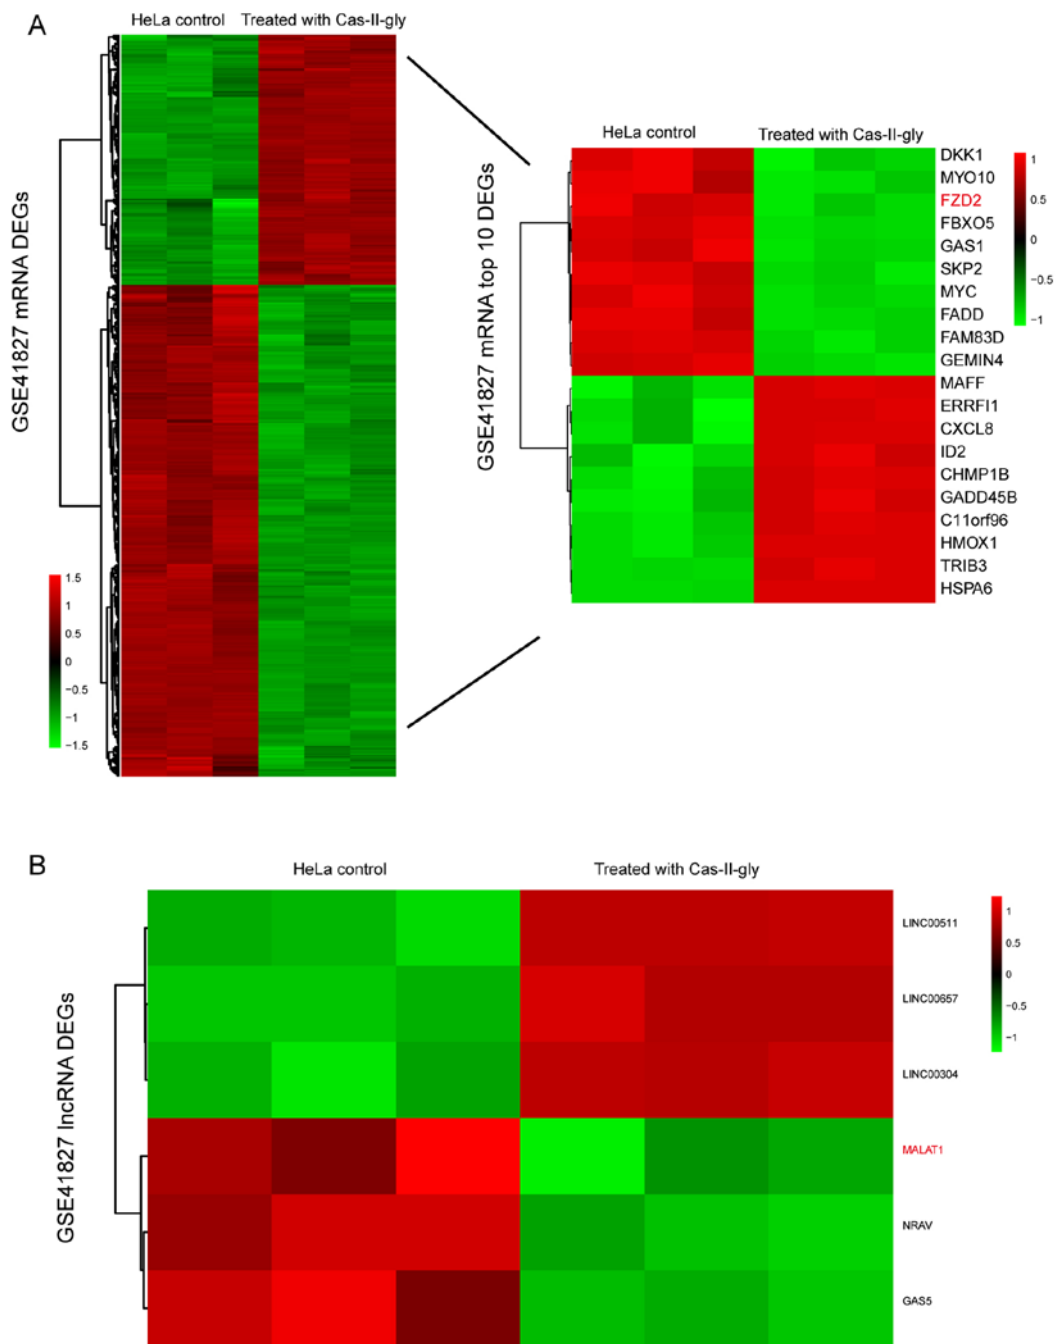 A
HeLa control
Treated with Cas-II-gly
GSE41827 mRNA DEGs
1.5
1
0.5
0
−0.5
−1
−1.5
HeLa control
Treated with Cas-II-gly
GSE41827 mRNA top 10 DEGs
DKK1
MYO10
FZD2
FBXO5
GAS1
SKP2
MYC
FADD
FAM83D
GEMIN4
MAFF
ERRFI1
CXCL8
ID2
CHMP1B
GADD45B
C11orf96
HMOX1
TRIB3
HSPA6
1
0.5
0
−0.5
−1
B
HeLa control
Treated with Cas-II-gly
GSE41827 lncRNA DEGs
LINC00511
LINC00657
LINC00304
MALAT1
NRAV
GAS5
1
0.5
0
−0.5
−1